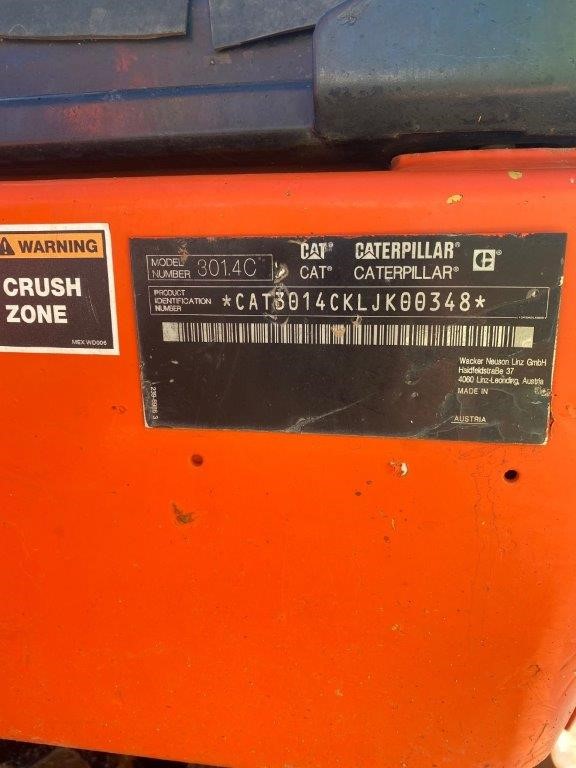 WARNING
CRUSH
ZONE
MEX WD006
MODEL
NUMBER 301.4C
CAT® CATERPILLAR®
CAT® CATERPILLAR®
PRODUCT
IDENTIFICATION
NUMBER
*CAT3014CKLJK00348*
Wacker Neuson Linz GmbH
Haidfeldstraße 37
4060 Linz-Leonding, Austria
MADE IN
AUSTRIA